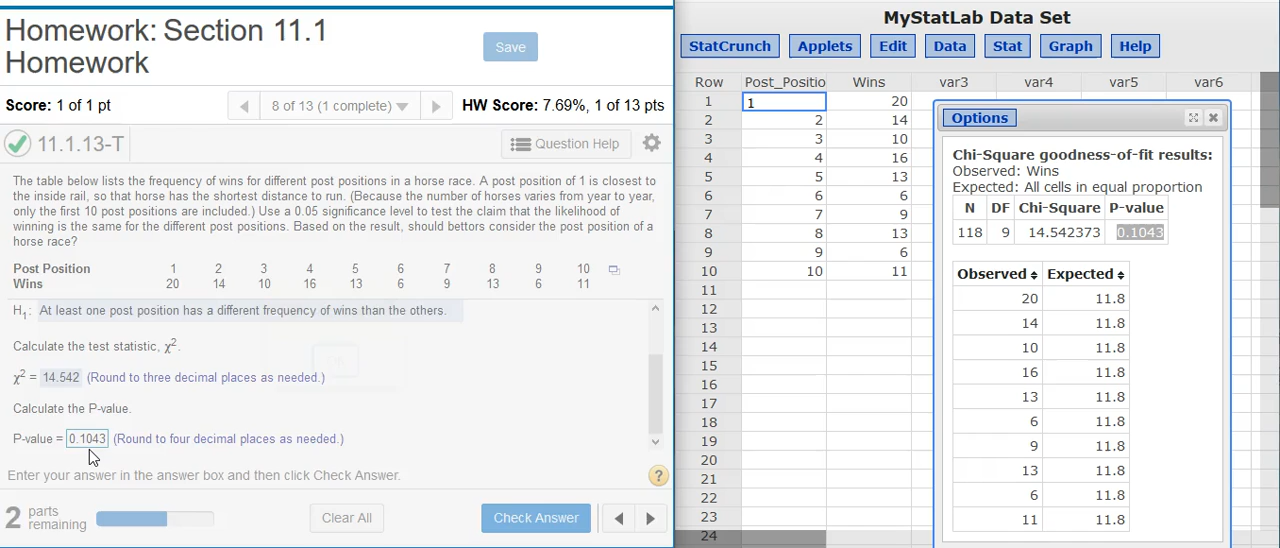 Homework: Section 11.1
Homework
Save
Score: 1 of 1 pt
8 of 13 (1 complete)
HW Score: 7.69%, 1 of 13 pts
11.1.13-T
Question Help
The table below lists the frequency of wins for different post positions in a horse race. A post position of 1 is closest to
the inside rail, so that horse has the shortest distance to run. (Because the number of horses varies from year to year,
only the first 10 post positions are included.) Use a 0.05 significance level to test the claim that the likelihood of
winning is the same for the different post positions. Based on the result, should bettors consider the post position of a
horse race?
Post Position 1 2 3 4 5 6 7 8 9 10
Wins 20 14 10 16 13 6 9 13 6 11
H1: At least one post position has a different frequency of wins than the others.
Calculate the test statistic, χ2.
χ2 = 14.542 (Round to three decimal places as needed.)
Calculate the P-value.
P-value = 0.1043 (Round to four decimal places as needed.)
Enter your answer in the answer box and then click Check Answer.
?
2 parts
remaining
Clear All
Check Answer
MyStatLab Data Set
StatCrunch Applets Edit Data Stat Graph Help
Row Post_Positio Wins var3 var4 var5 var6
1 1 20
2 2 14
3 3 10
4 4 16
5 5 13
6 6 6
7 7 9
8 8 13
9 9 6
10 10 11
11
12
13
14
15
16
17
18
19
20
21
22
23
24
Options
Chi-Square goodness-of-fit results:
Observed: Wins
Expected: All cells in equal proportion
N DF Chi-Square P-value
118 9 14.542373 0.1043
Observed Expected
20 11.8
14 11.8
10 11.8
16 11.8
13 11.8
6 11.8
9 11.8
13 11.8
6 11.8
11 11.8